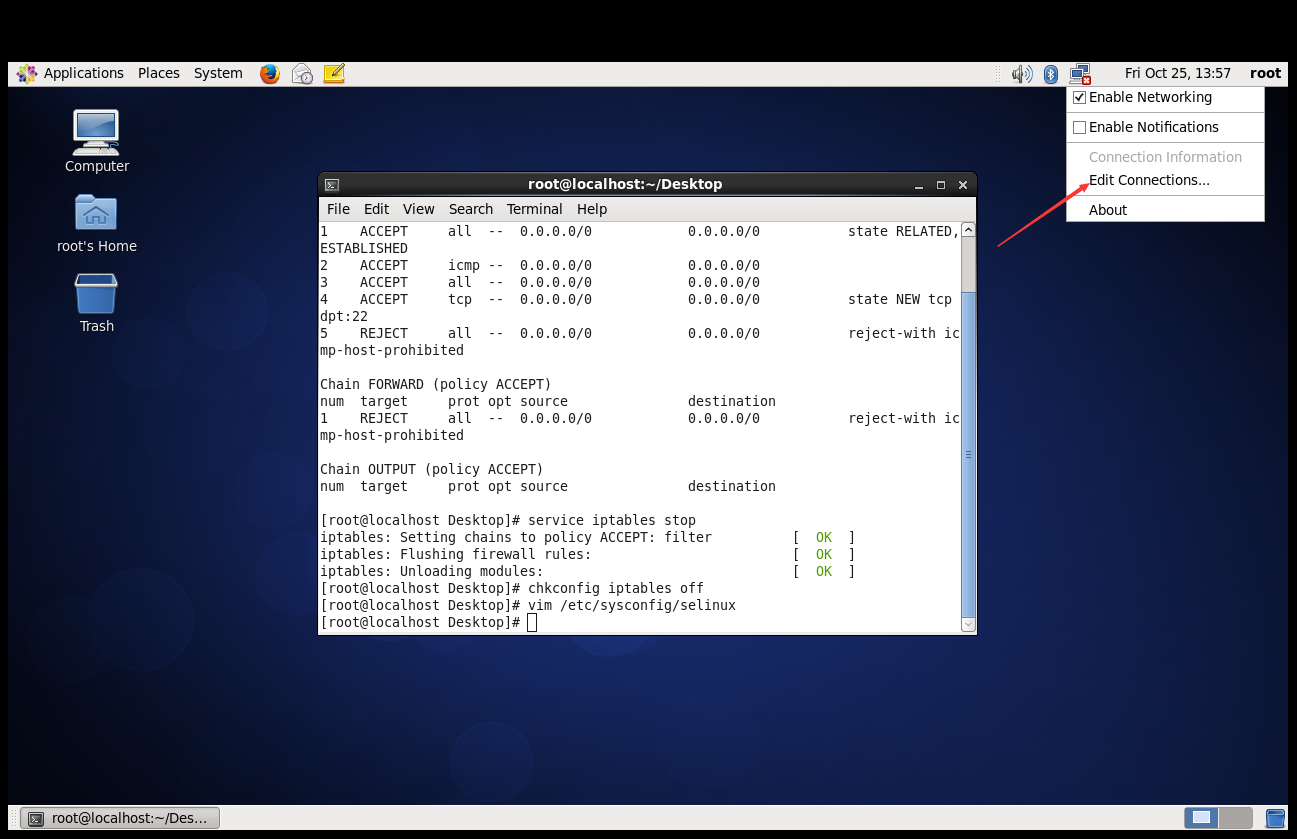 Applications Places System Fri Oct 25, 13:57 root
Enable Networking
Enable Notifications
Connection Information
Edit Connections...
About
Computer
root's Home
Trash
root@localhost:~/Desktop
File Edit View Search Terminal Help
1    ACCEPT     all  --  0.0.0.0/0            0.0.0.0/0           state RELATED,
ESTABLISHED
2    ACCEPT     icmp --  0.0.0.0/0            0.0.0.0/0
3    ACCEPT     all  --  0.0.0.0/0            0.0.0.0/0
4    ACCEPT     tcp  --  0.0.0.0/0            0.0.0.0/0           state NEW tcp
dpt:22
5    REJECT     all  --  0.0.0.0/0            0.0.0.0/0           reject-with ic
mp-host-prohibited
Chain FORWARD (policy ACCEPT)
num  target     prot opt source               destination
1    REJECT     all  --  0.0.0.0/0            0.0.0.0/0           reject-with ic
mp-host-prohibited
Chain OUTPUT (policy ACCEPT)
num  target     prot opt source               destination
[root@localhost Desktop]# service iptables stop
iptables: Setting chains to policy ACCEPT: filter          [  OK  ]
iptables: Flushing firewall rules:                         [  OK  ]
iptables: Unloading modules:                               [  OK  ]
[root@localhost Desktop]# chkconfig iptables off
[root@localhost Desktop]# vim /etc/sysconfig/selinux
[root@localhost Desktop]#
root@localhost:~/Des...